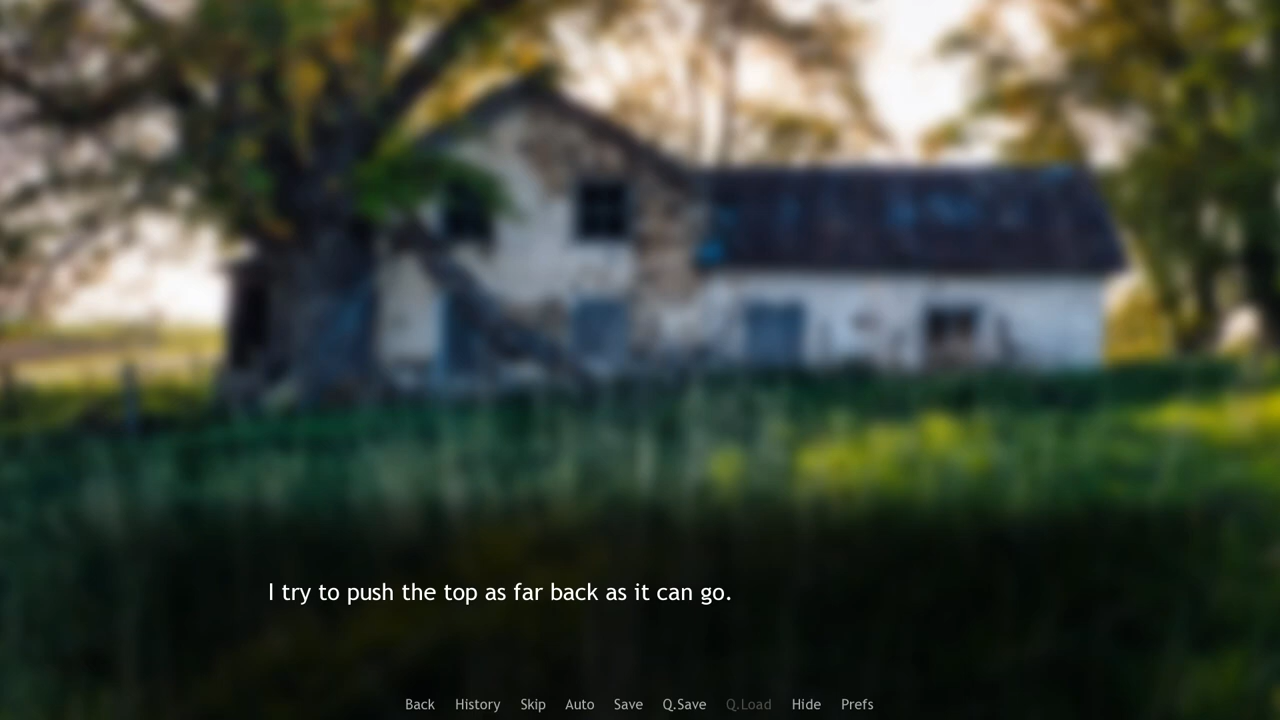 I try to push the top as far back as it can go.
Back History Skip Auto Save Q.Save Q.Load Hide Prefs